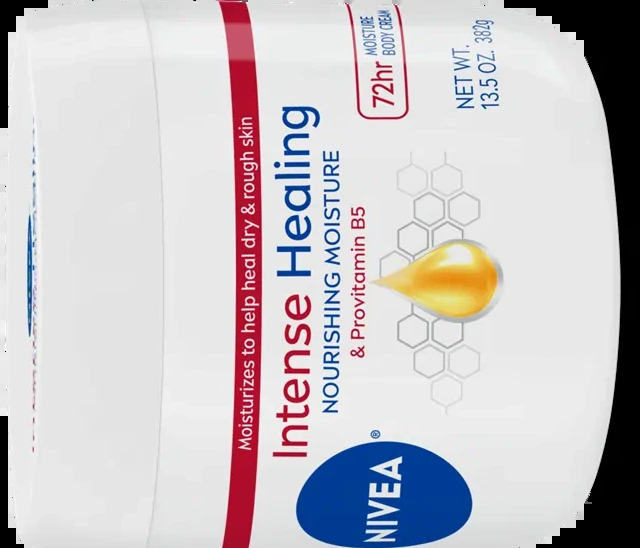 Moisturizes to help heal dry & rough skin
Intense Healing
NOURISHING MOISTURE
& Provitamin B5
72hr MOISTURE
BODY CREAM
NIVEA®
NET WT.
13.5 OZ. 382g